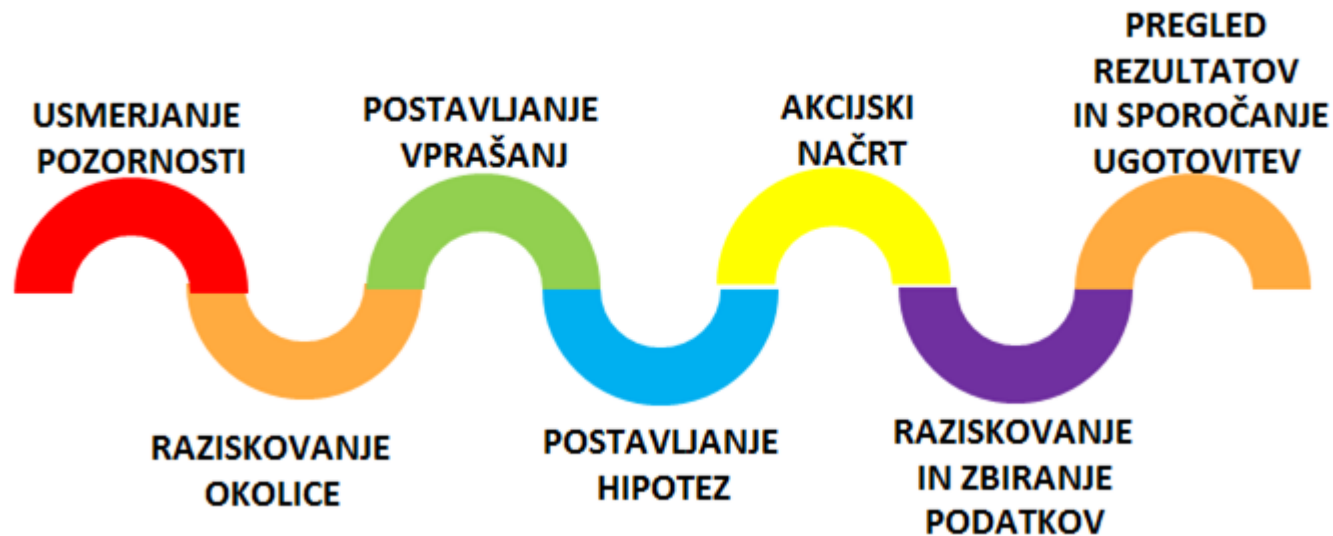 USMERJANJE
POZORNOSTI
RAZISKOVANJE
OKOLICE
POSTAVLJANJE
VPRAŠANJ
POSTAVLJANJE
HIPOTEZ
AKCIJSKI
NAČRT
RAZISKOVANJE
IN ZBIRANJE
PODATKOV
PREGLED
REZULTATOV
IN SPOROČANJE
UGOTOVITEV